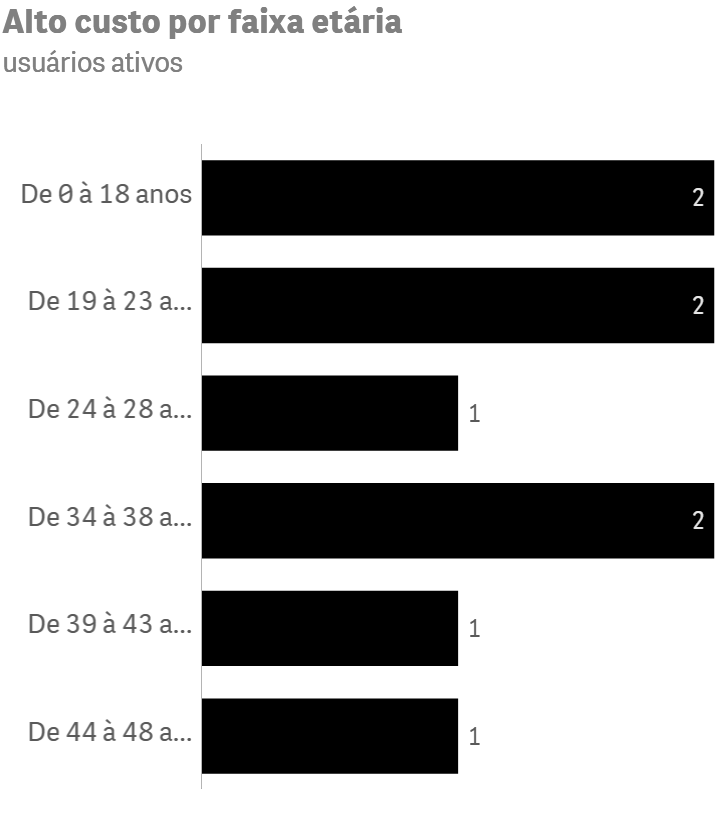 Alto custo por faixa etária
usuários ativos
De 0 à 18 anos
2
De 19 à 23 a...
2
De 24 à 28 a...
1
De 34 à 38 a...
2
De 39 à 43 a...
1
De 44 à 48 a...
1